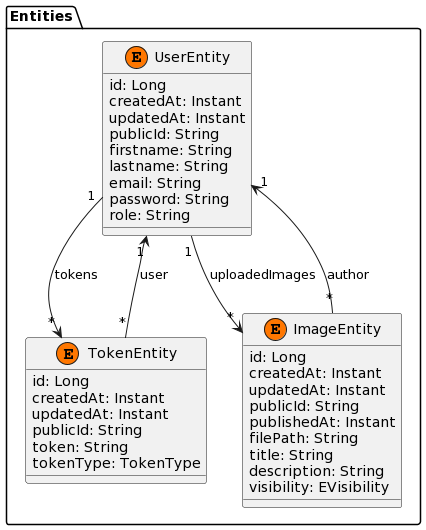 Entities
E UserEntity
id: Long
createdAt: Instant
updatedAt: Instant
publicId: String
firstname: String
lastname: String
email: String
password: String
role: String
1
1
1
1
tokens
user
uploadedImages
author
*
*
*
*
E TokenEntity
id: Long
createdAt: Instant
updatedAt: Instant
publicId: String
token: String
tokenType: TokenType
E ImageEntity
id: Long
createdAt: Instant
updatedAt: Instant
publicId: String
publishedAt: Instant
filePath: String
title: String
description: String
visibility: EVisibility